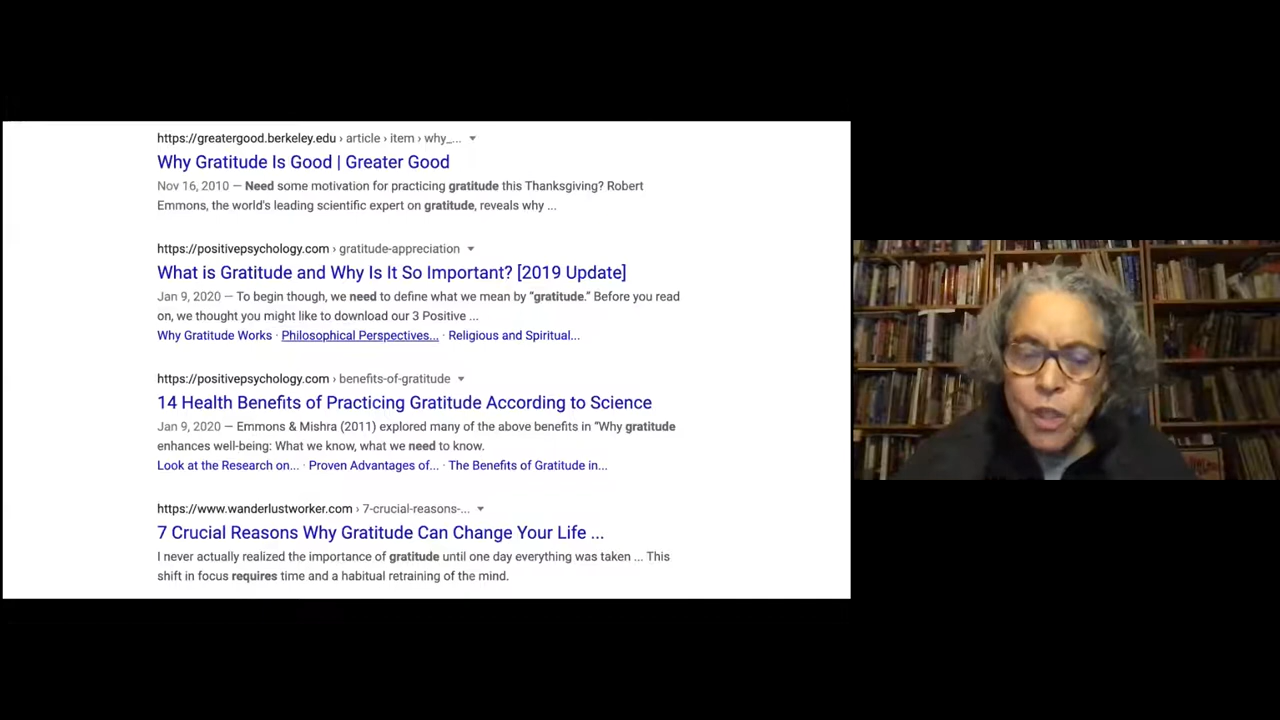 https://greatergood.berkeley.edu › article › item › why_...
Why Gratitude Is Good | Greater Good
Nov 16, 2010 — Need some motivation for practicing gratitude this Thanksgiving? Robert
Emmons, the world's leading scientific expert on gratitude, reveals why ...
https://positivepsychology.com › gratitude-appreciation
What is Gratitude and Why Is It So Important? [2019 Update]
Jan 9, 2020 — To begin though, we need to define what we mean by “gratitude.” Before you read
on, we thought you might like to download our 3 Positive ...
Why Gratitude Works · Philosophical Perspectives... · Religious and Spiritual...
https://positivepsychology.com › benefits-of-gratitude
14 Health Benefits of Practicing Gratitude According to Science
Jan 9, 2020 — Emmons & Mishra (2011) explored many of the above benefits in “Why gratitude
enhances well-being: What we know, what we need to know.
Look at the Research on... · Proven Advantages of... · The Benefits of Gratitude in...
https://www.wanderlustworker.com › 7-crucial-reasons-...
7 Crucial Reasons Why Gratitude Can Change Your Life ...
I never actually realized the importance of gratitude until one day everything was taken ... This
shift in focus requires time and a habitual retraining of the mind.